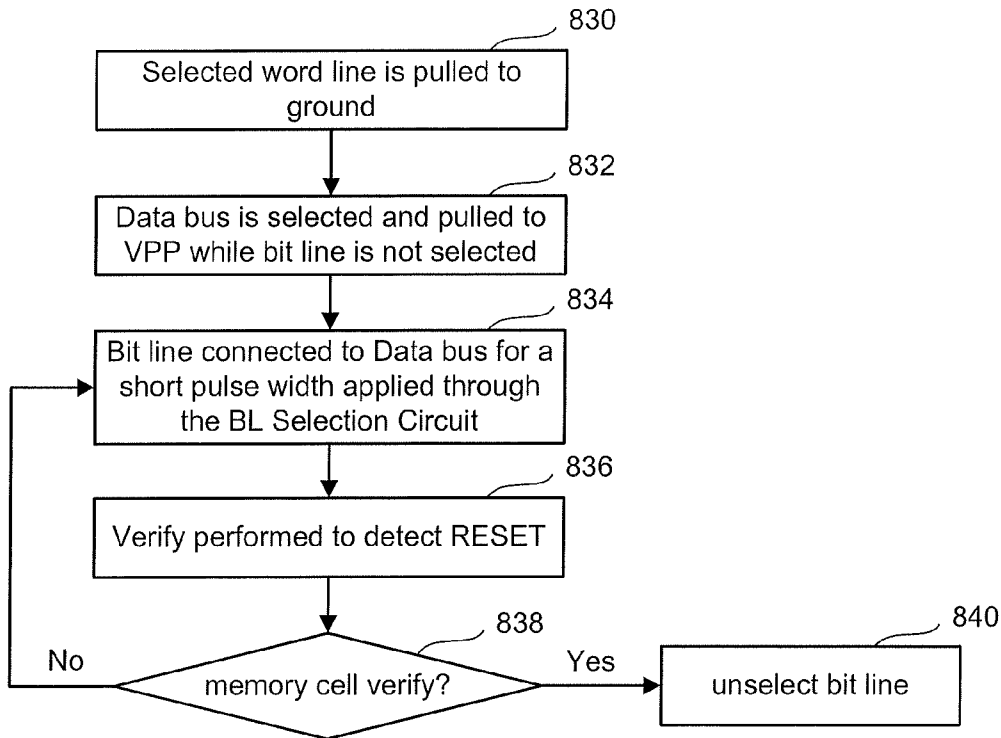 830
Selected word line is pulled to
ground
832
Data bus is selected and pulled to
VPP while bit line is not selected
834
Bit line connected to Data bus for a
short pulse width applied through
the BL Selection Circuit
836
Verify performed to detect RESET
838
memory cell verify?
No
Yes
840
unselect bit line